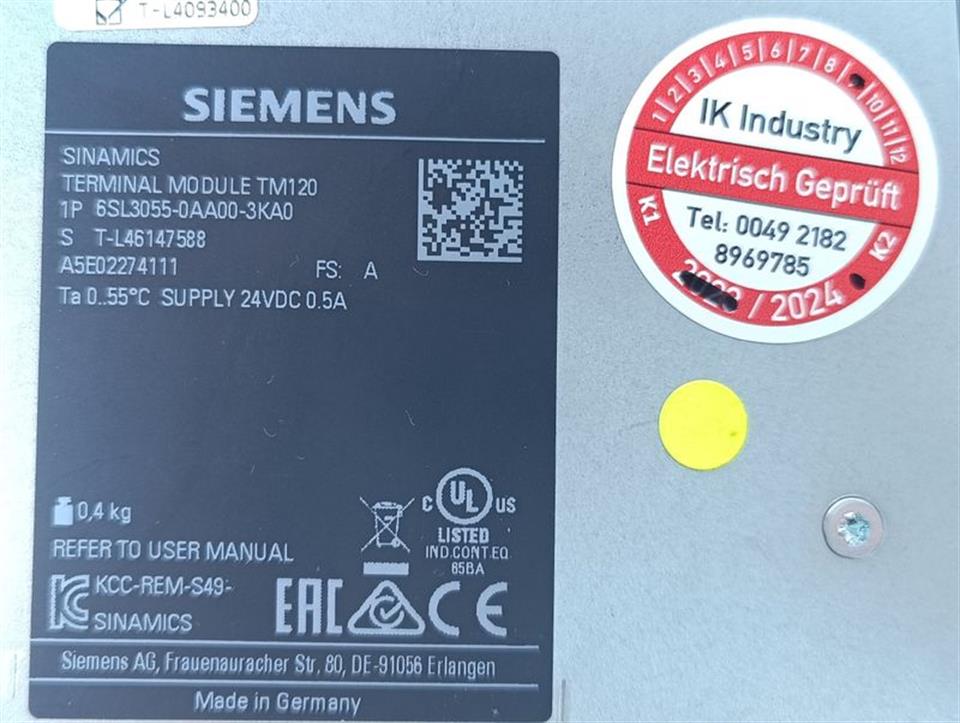 T-L4093400
SIEMENS
SINAMICS
TERMINAL MODULE TM120
1P 6SL3055-0AA00-3KA0
S T-L46147588
A5E02274111 FS: A
Ta 0..55°C SUPPLY 24VDC 0.5A
0,4 kg
REFER TO USER MANUAL
C UL US
LISTED
IND.CONT.EQ.
65BA
KCC-REM-S49-
SINAMICS
EAC CE
Siemens AG, Frauenauracher Str. 80, DE-91056 Erlangen
Made in Germany
1 2 3 4 5 6 7 8 10 11 12
IK Industry
Elektrisch Geprüft
K1 K2
Tel: 0049 2182
8969785
/ 2024